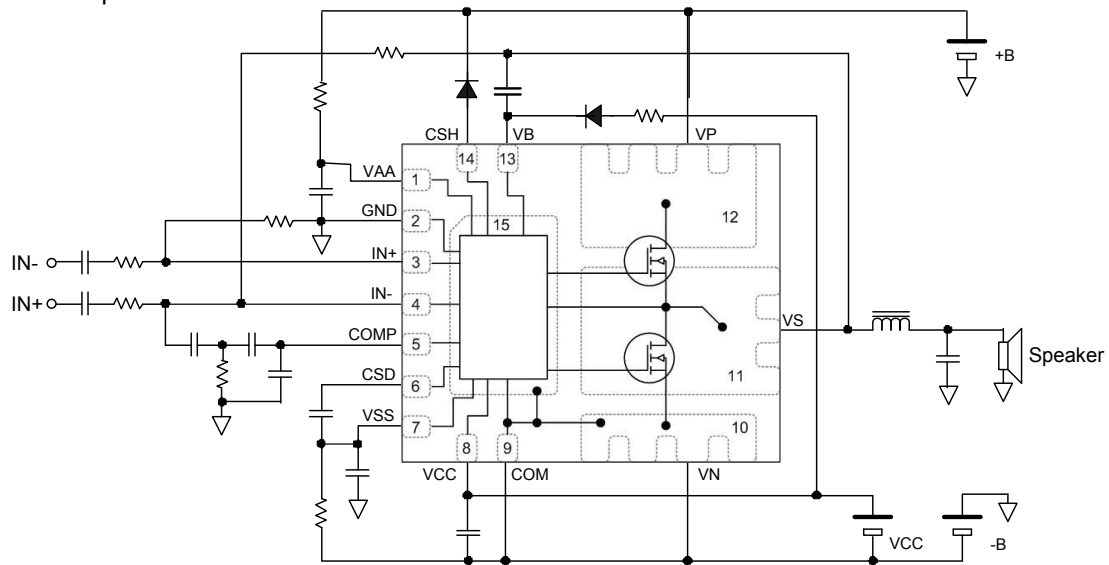 +B
CSH
VB
VP
14
13
VAA
1
12
GND
2
15
IN-
IN+
3
IN+
IN-
4
VS
COMP
5
Speaker
CSD
6
11
VSS
7
10
8
9
VCC
COM
VN
VCC
-B